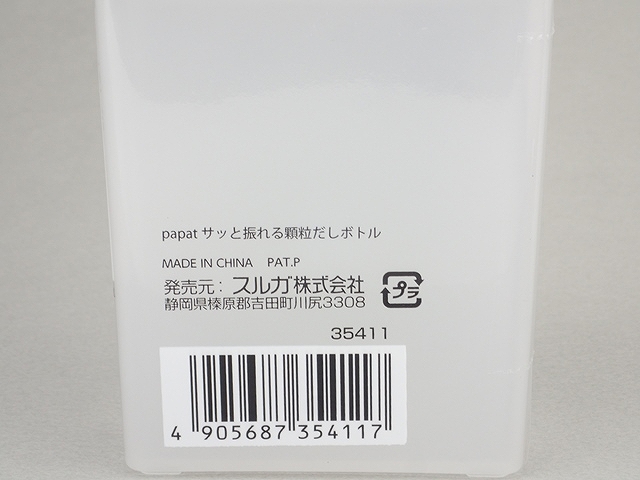 papat サッと振れる顆粒だしボトル
MADE IN CHINA PAT.P
発売元：スルガ株式会社
静岡県榛原郡吉田町川尻3308
プラ
35411
4 905687 354117